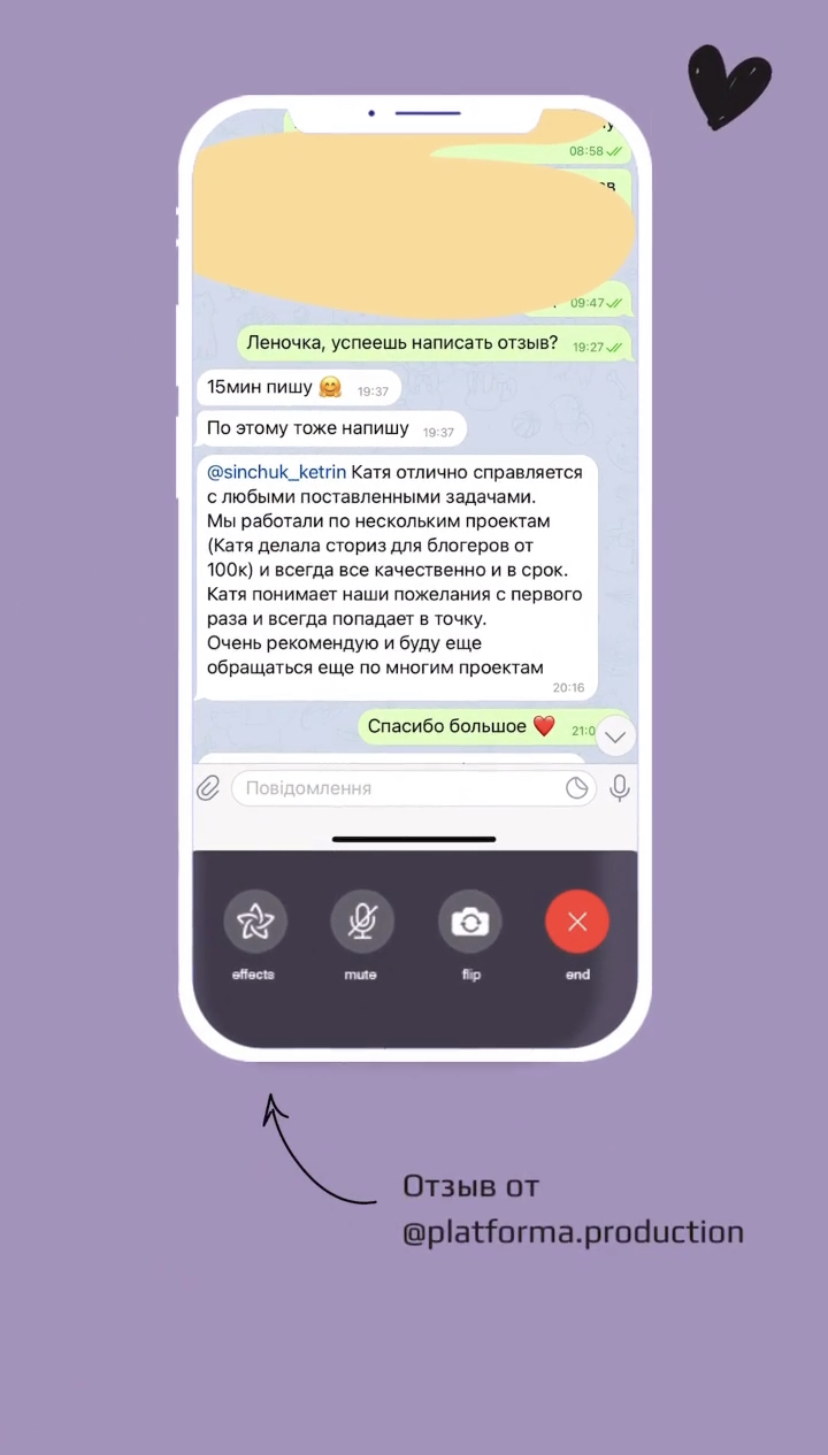 08:58
09:47
Леночка, успеешь написать отзыв? 19:27
15мин пишу 🤗 19:37
По этому тоже напишу 19:37
@sinchuk_ketrin Катя отлично справляется
с любыми поставленными задачами.
Мы работали по нескольким проектам
(Катя делала сториз для блогеров от
100к) и всегда все качественно и в срок.
Катя понимает наши пожелания с первого
раза и всегда попадает в точку.
Очень рекомендую и буду еще
обращаться еще по многим проектам
20:16
Спасибо большое ❤️
Повідомлення
effects mute flip end
Отзыв от
@platforma.production